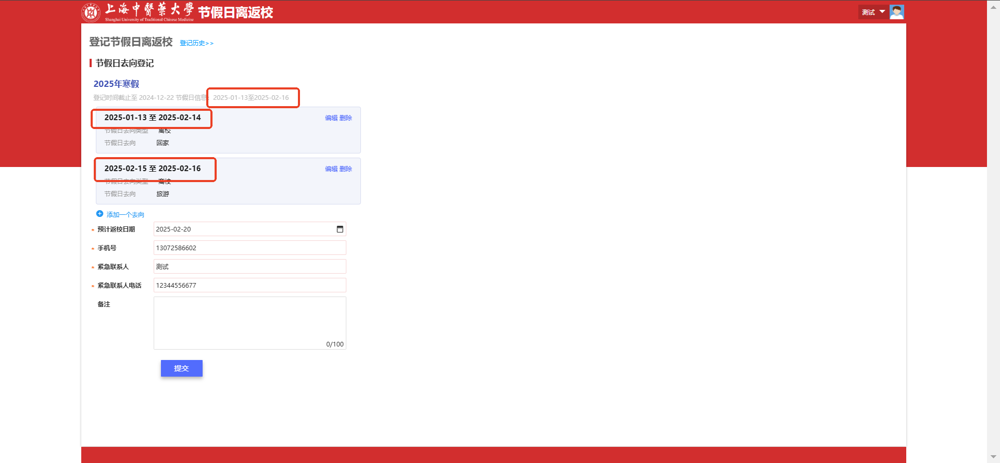 上海中醫藥大學 节假日离返校
Shanghai University of Traditional Chinese Medicine
测试
登记节假日离返校 登记历史>>
节假日去向登记
2025年寒假
登记时间截止至 2024-12-22 节假日信息: 2025-01-13至2025-02-16
2025-01-13 至 2025-02-14 编辑 删除
节假日去向类型 离校
节假日去向 回家
2025-02-15 至 2025-02-16 编辑 删除
节假日去向类型 离校
节假日去向 旅游
添加一个去向
* 预计返校日期 2025-02-20
* 手机号 13072586602
* 紧急联系人 测试
* 紧急联系人电话 12344556677
备注
0/100
提交